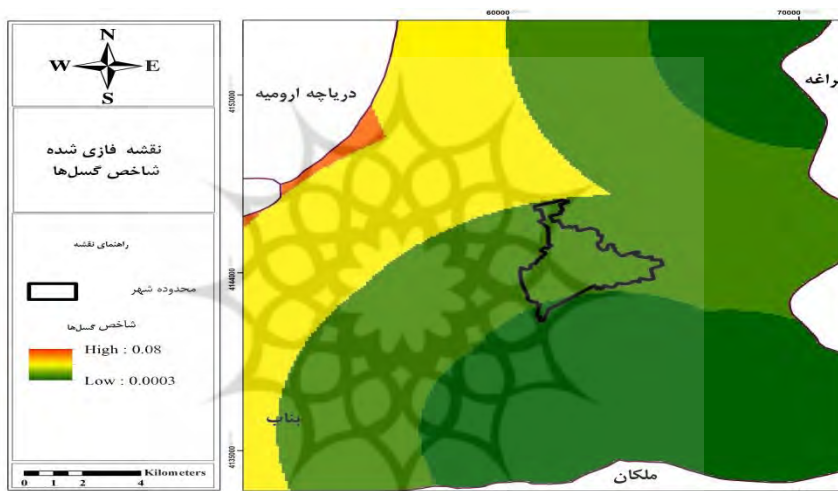 N
W E
S
نقشه فازی شده
شاخص گسل‌ها
راهنمای نقشه
محدوده شهر
شاخص گسل‌ها
High : 0.08
Low : 0.0003
Kilometers
0 1 2 4
60000 70000
4153000
4144000
4135000
دریاچه ارومیه
راغه
بناب
ملکان